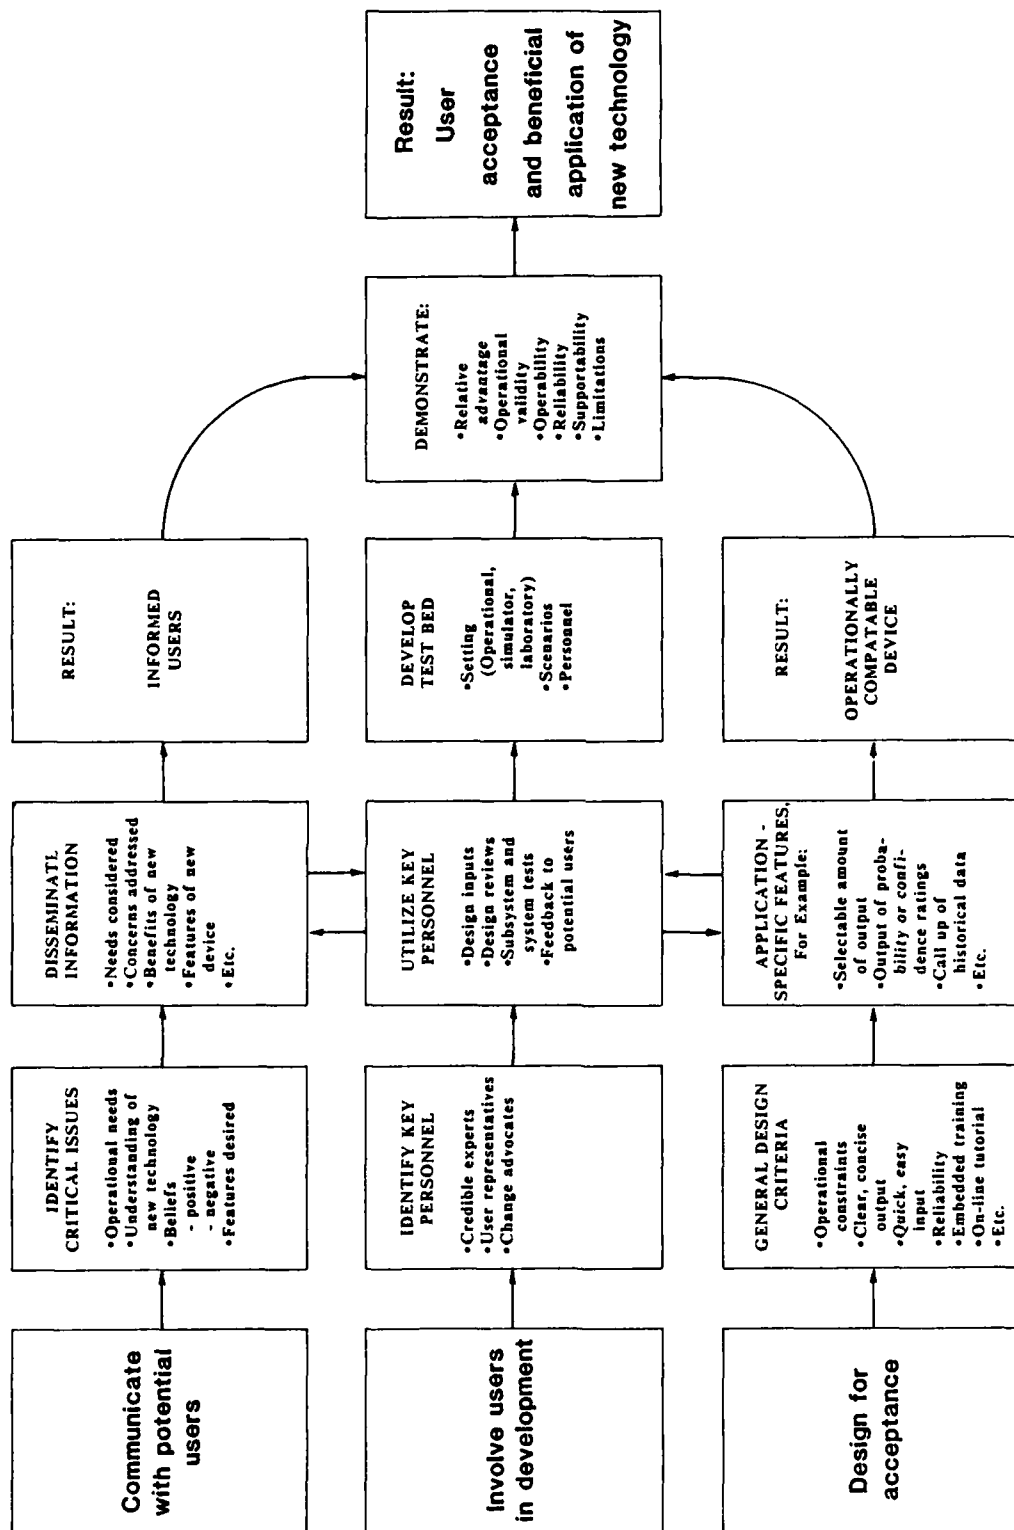 Communicate
with potential
users
IDENTIFY
CRITICAL ISSUES
•Operational needs
•Understanding of
new technology
•Beliefs
- positive
- negative
•Features desired
DISSEMINATL
INFORMATION
•Needs considered
•Concerns addressed
•Benefits of new
technology
•Features of new
device
•Etc.
RESULT:
INFORMED
USERS
Involve users
in development
IDENTIFY KEY
PERSONNEL
•Credible experts
•User representatives
•Change advocates
UTILIZE KEY
PERSONNEL
•Design inputs
•Design reviews
•Subsystem and
system tests
•Feedback to
potential users
DEVELOP
TEST BED
•Setting
(Operational,
simulator,
laboratory)
•Scenarios
•Personnel
DEMONSTRATE:
•Relative
advantage
•Operational
validity
•Operability
•Reliability
•Supportability
•Limitations
Result:
User
acceptance
and beneficial
application of
new technology
Design for
acceptance
GENERAL DESIGN
CRITERIA
•Operational
constraints
•Clear, concise
output
•Quick, easy
input
•Reliability
•Embedded training
•On-line tutorial
•Etc.
APPLICATION -
SPECIFIC FEATURES,
For Example:
•Selectable amount
of output
•Output of proba-
bility or confi-
dence ratings
•Call up of
historical data
•Etc.
RESULT:
OPERATIONALLY
COMPATABLE
DEVICE